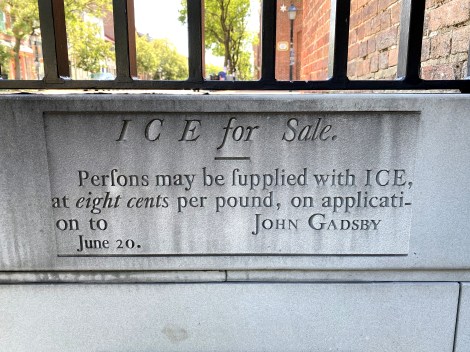 ICE for Sale.
Perſons may be ſupplied with ICE,
at eight cents per pound, on applicati-
on to JOHN GADSBY
June 20.